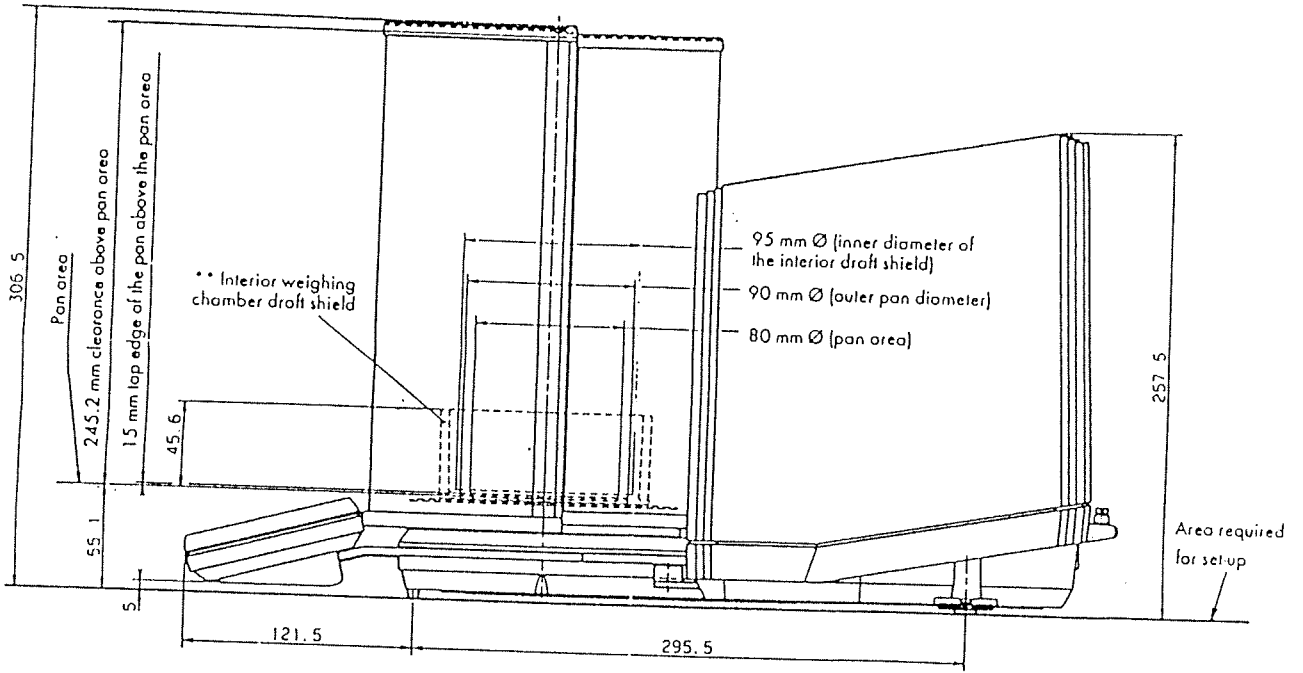 306.5
Pan area
245.2 mm clearance above pan area
1.5 mm top edge of the pan above the pan area
45.6
55.1
5
** Interior weighing
chamber draft shield
95 mm Ø (inner diameter of
the interior draft shield)
90 mm Ø (outer pan diameter)
80 mm Ø (pan area)
257.5
Area required
for set-up
121.5
295.5